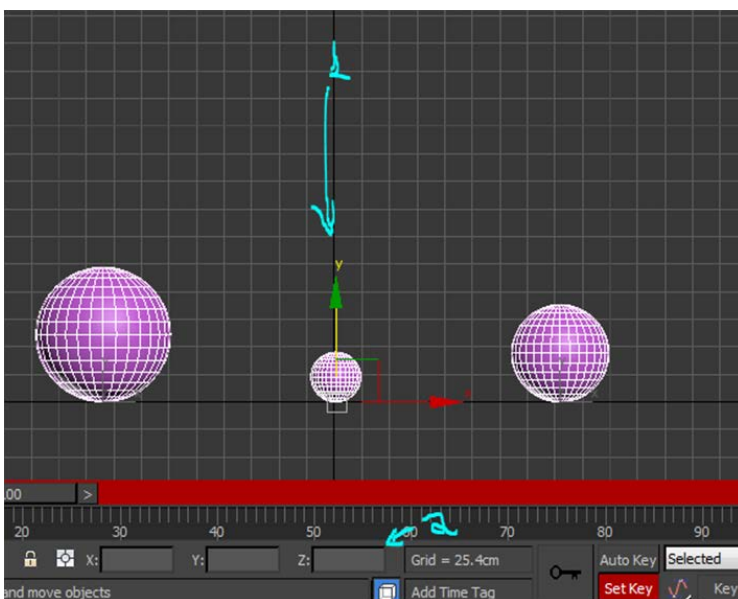 y
x
x
.00 >
20 30 40 50 60 70 80 90
X: Y: Z: Grid = 25.4cm Auto Key Selected
and move objects Add Time Tag Set Key Key